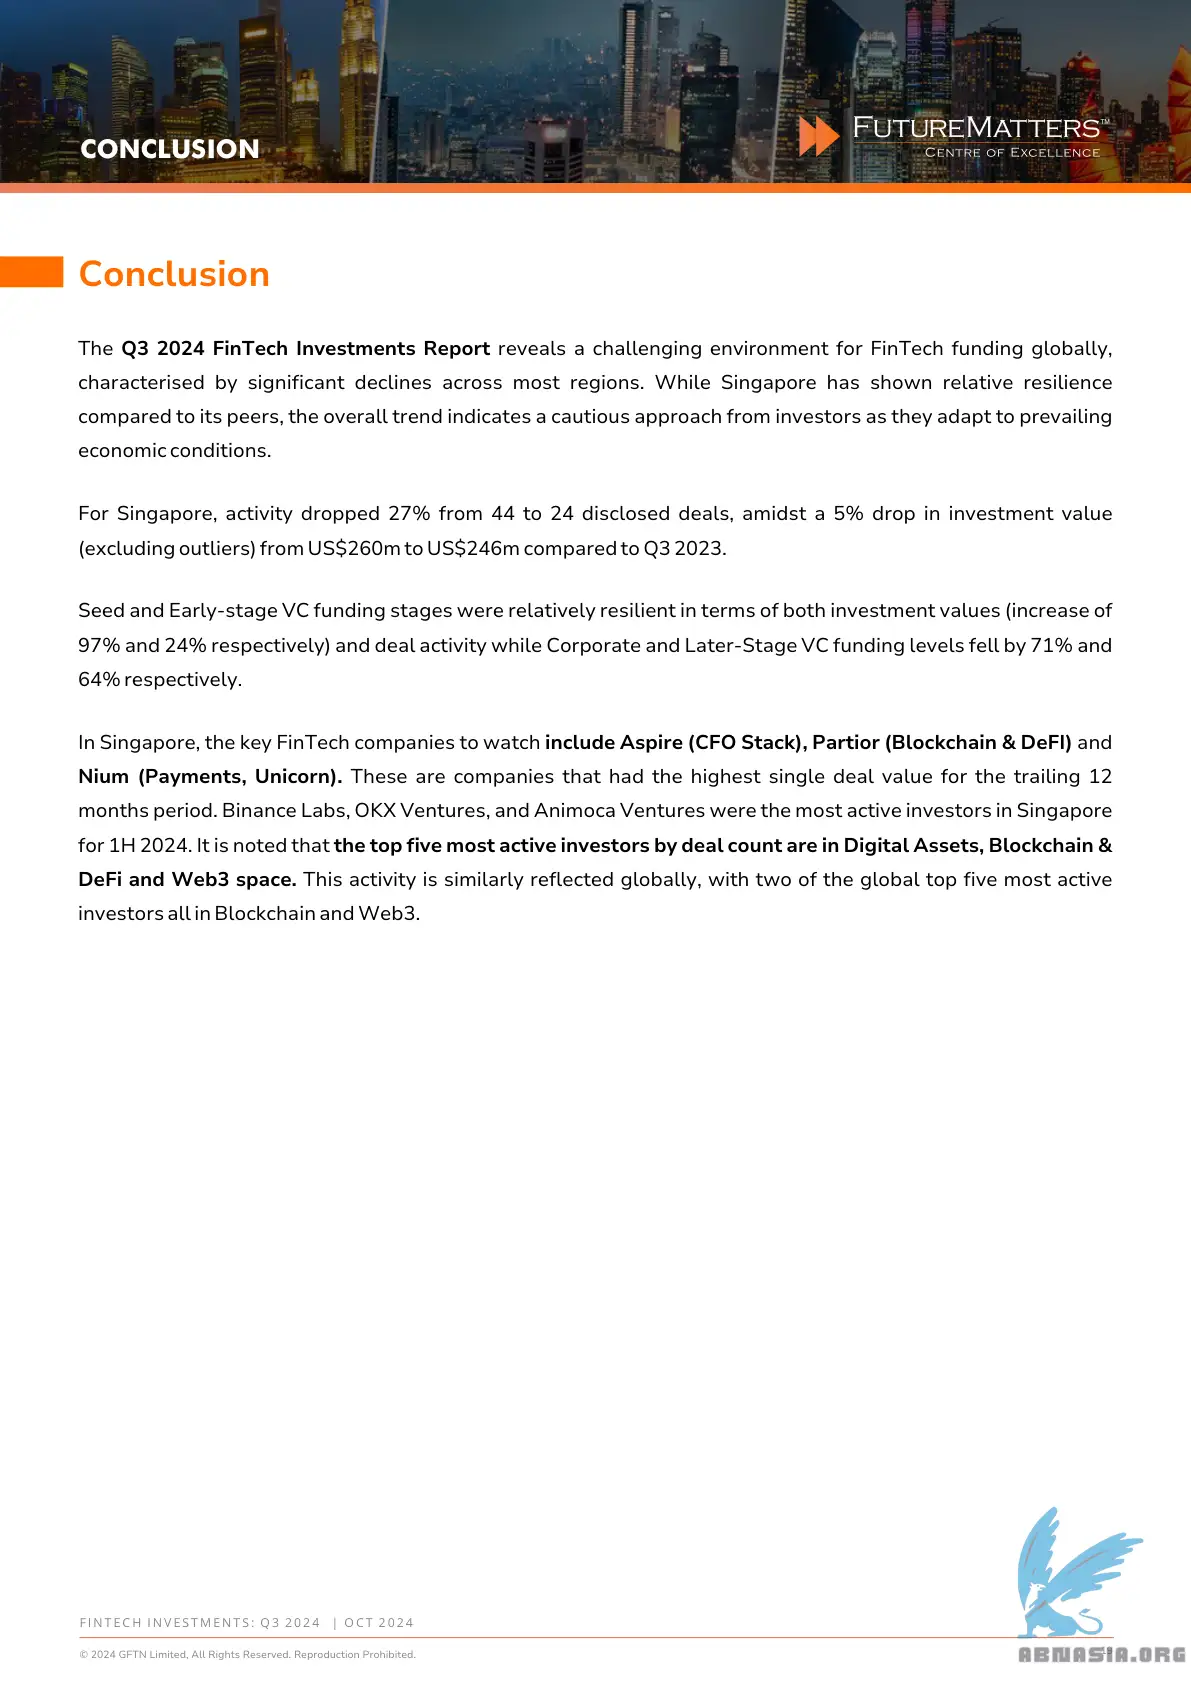 CONCLUSION
FUTUREMATTERS™
CENTRE OF EXCELLENCE
Conclusion
The Q3 2024 FinTech Investments Report reveals a challenging environment for FinTech funding globally,
characterised by significant declines across most regions. While Singapore has shown relative resilience
compared to its peers, the overall trend indicates a cautious approach from investors as they adapt to prevailing
economic conditions.
For Singapore, activity dropped 27% from 44 to 24 disclosed deals, amidst a 5% drop in investment value
(excluding outliers) from US$260m to US$246m compared to Q3 2023.
Seed and Early-stage VC funding stages were relatively resilient in terms of both investment values (increase of
97% and 24% respectively) and deal activity while Corporate and Later-Stage VC funding levels fell by 71% and
64% respectively.
In Singapore, the key FinTech companies to watch include Aspire (CFO Stack), Partior (Blockchain & DeFI) and
Nium (Payments, Unicorn). These are companies that had the highest single deal value for the trailing 12
months period. Binance Labs, OKX Ventures, and Animoca Ventures were the most active investors in Singapore
for 1H 2024. It is noted that the top five most active investors by deal count are in Digital Assets, Blockchain &
DeFi and Web3 space. This activity is similarly reflected globally, with two of the global top five most active
investors all in Blockchain and Web3.
FINTECH INVESTMENTS: Q3 2024 | OCT 2024
© 2024 GFTN Limited, All Rights Reserved. Reproduction Prohibited.
ABNASIA.ORG